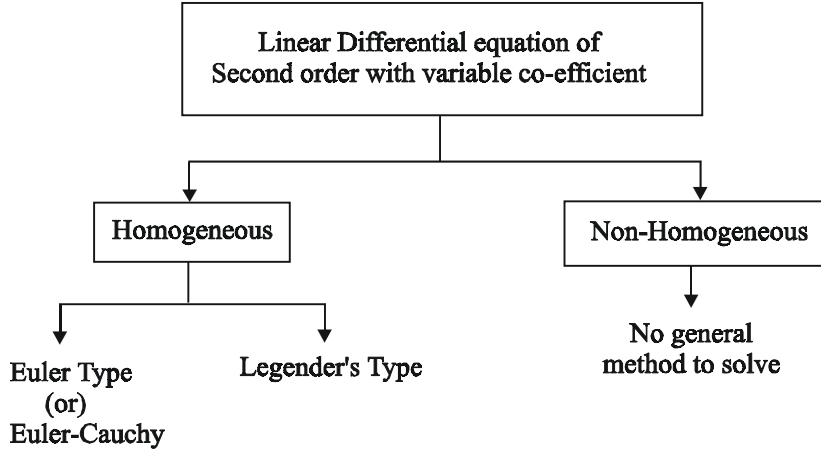 Linear Differential equation of
Second order with variable co-efficient
Homogeneous
Non-Homogeneous
Euler Type
(or)
Euler-Cauchy
Legender's Type
No general
method to solve